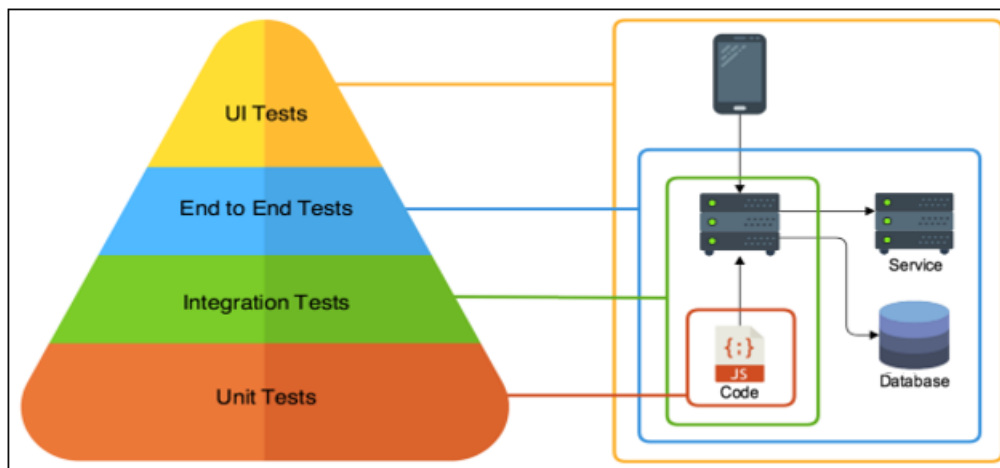 UI Tests
End to End Tests
Integration Tests
Unit Tests
Service
Database
{:}
JS
Code